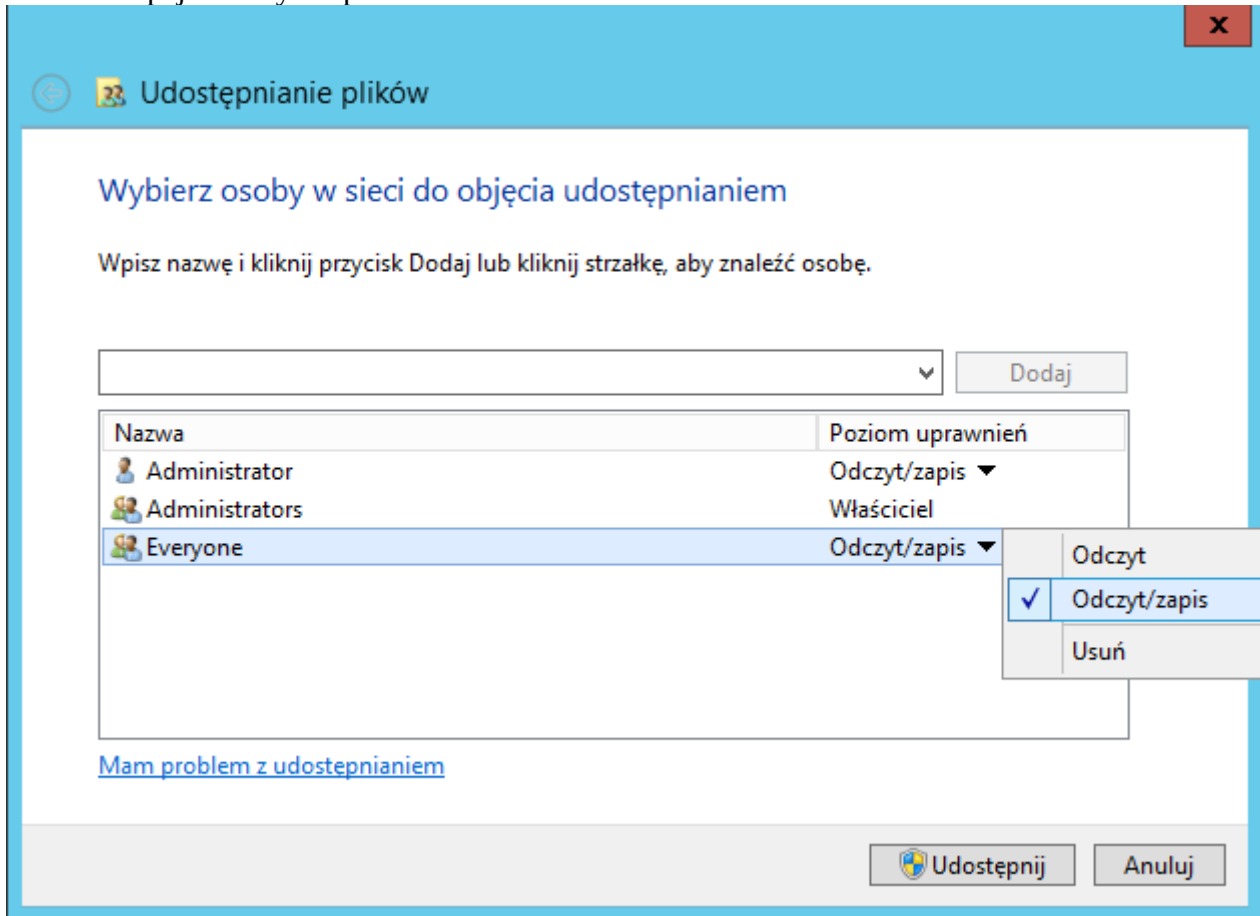 x
Udostępnianie plików
Wybierz osoby w sieci do objęcia udostępnianiem
Wpisz nazwę i kliknij przycisk Dodaj lub kliknij strzałkę, aby znaleźć osobę.
Dodaj
Nazwa Poziom uprawnień
Administrator Odczyt/zapis
Administrators Właściciel
Everyone Odczyt/zapis
Odczyt
Odczyt/zapis
Usuń
Mam problem z udostępnianiem
Udostępnij Anuluj